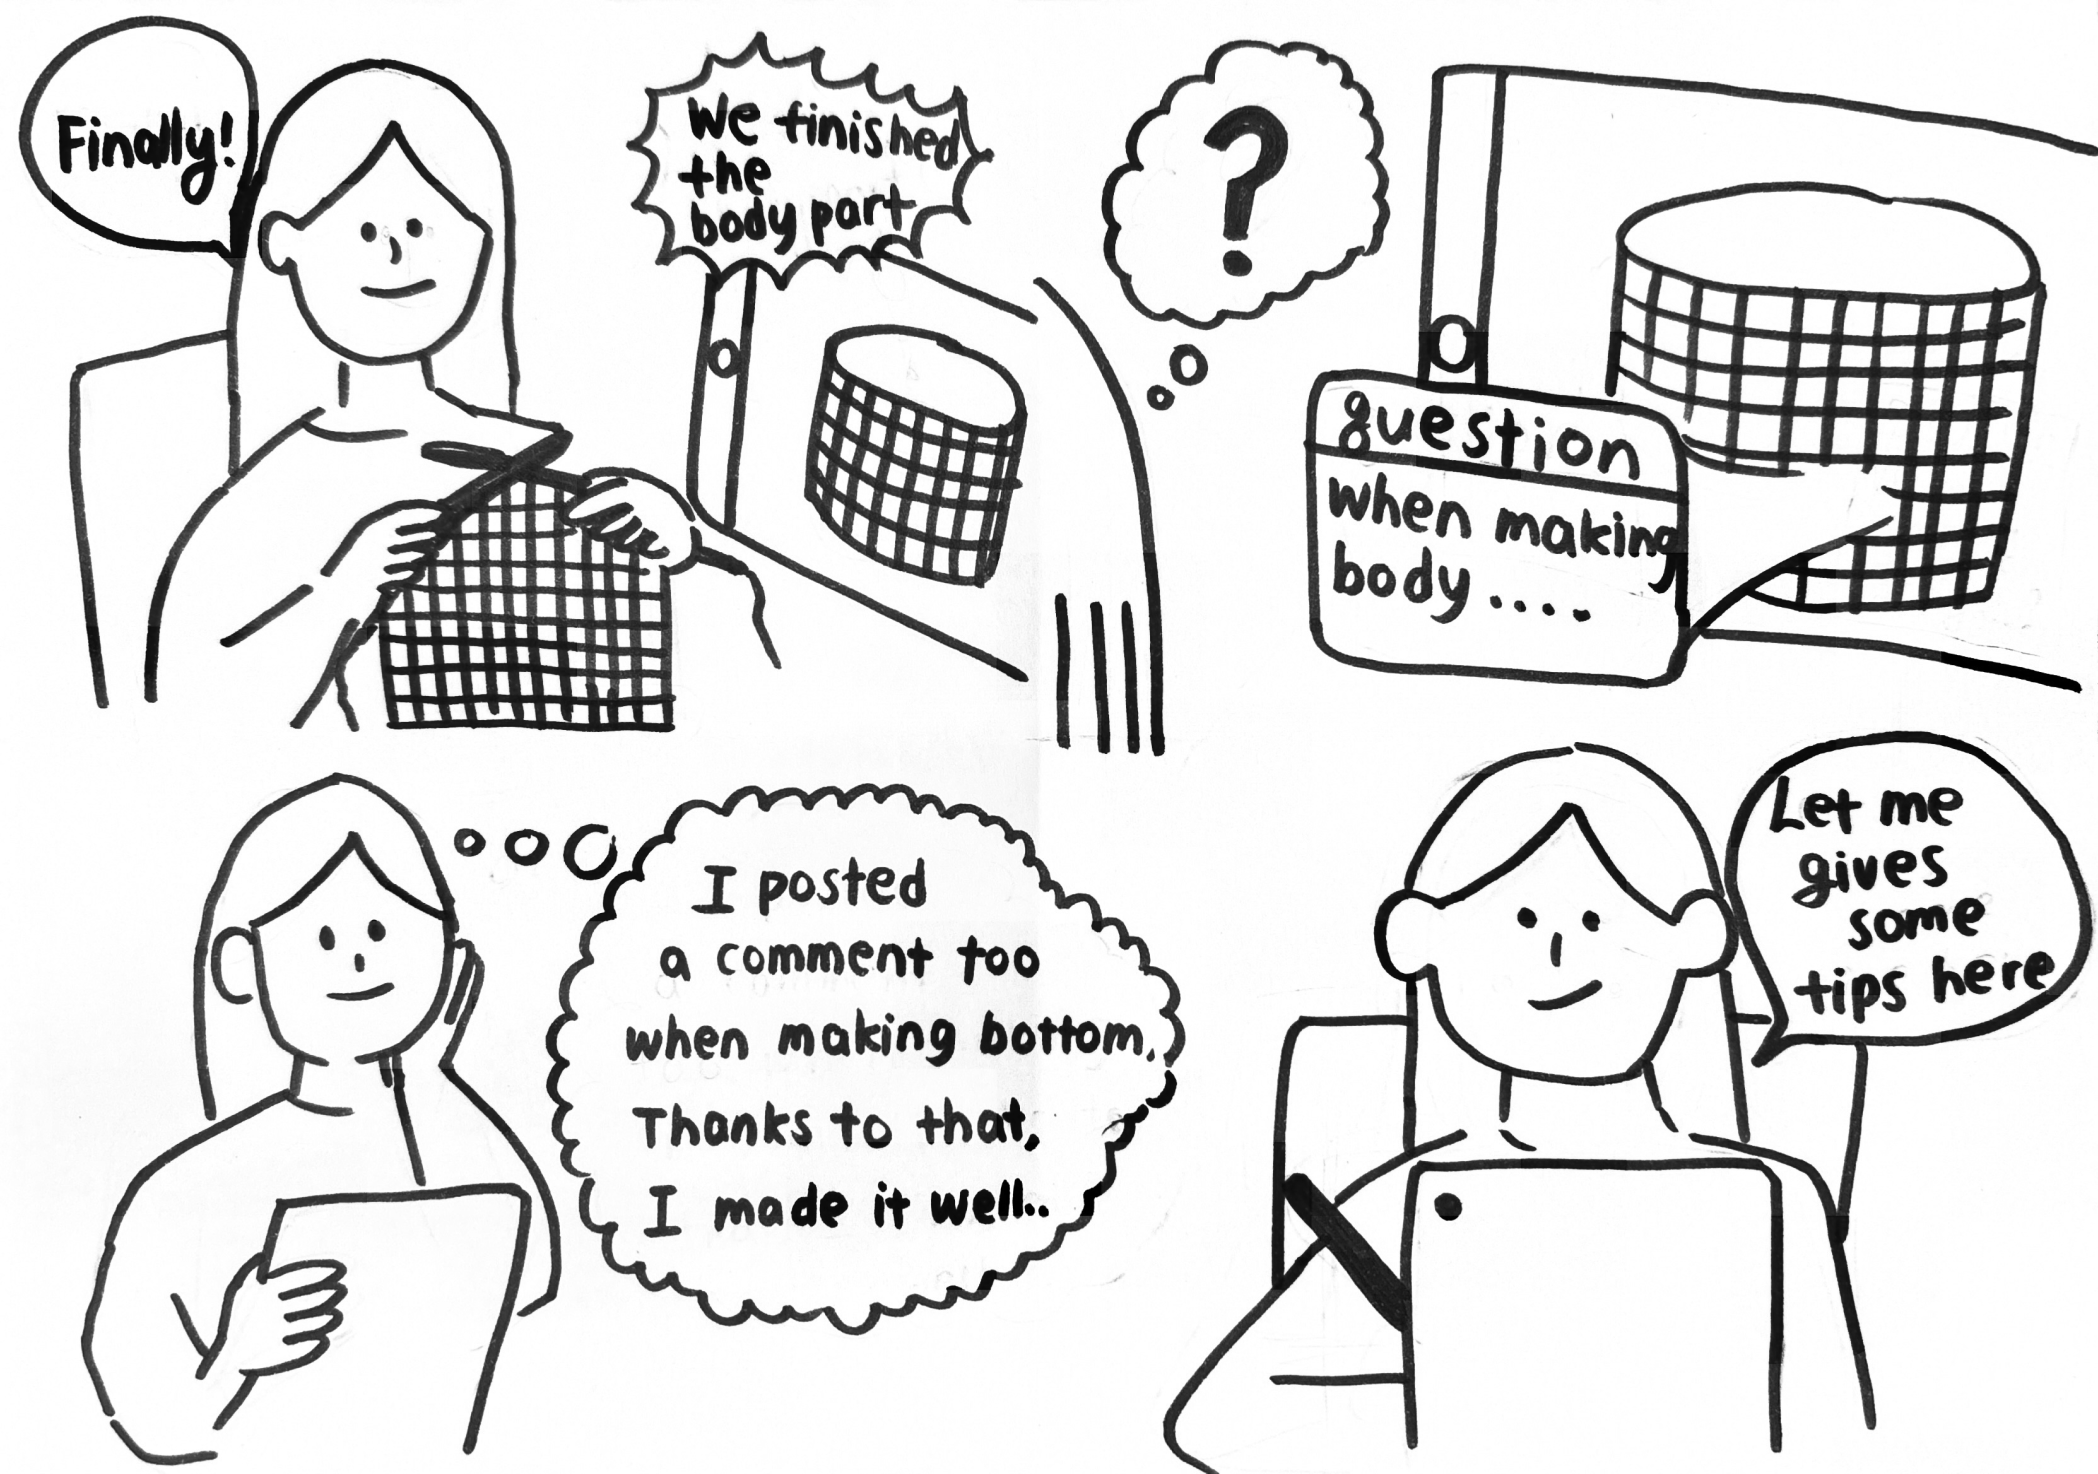 Finally!
We finished
the
body part
?
question
when making
body....
I posted
a comment too
when making bottom.
Thanks to that,
I made it well..
Let me
gives
some
tips here